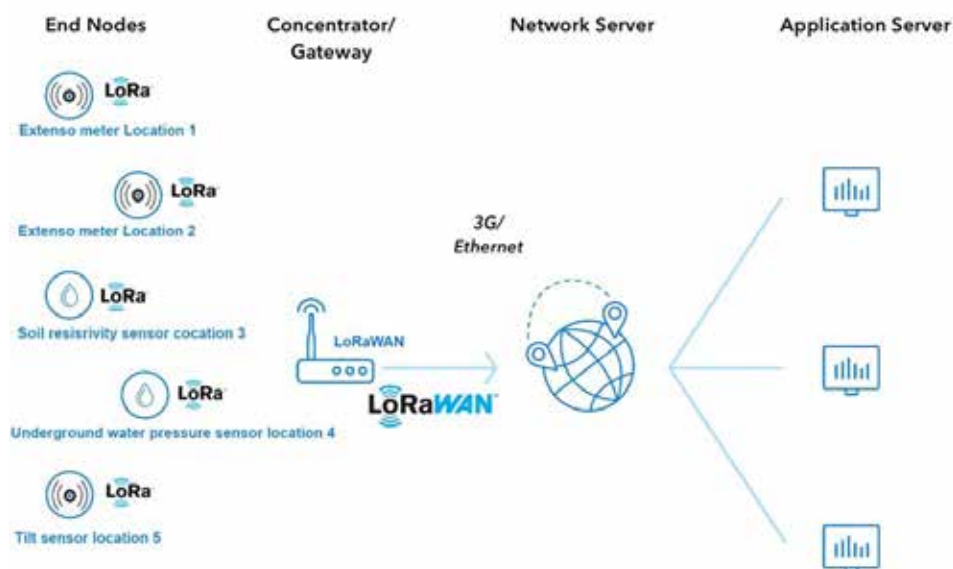 End Nodes
Concentrator/
Gateway
Network Server
Application Server
LoRa
Extenso meter Location 1
LoRa
Extenso meter Location 2
3G/
Ethernet
LoRa
Soil resisrivity sensor cocation 3
LoRaWAN
LoRa
LoRaWAN
Underground water pressure sensor location 4
LoRa
Tilt sensor location 5